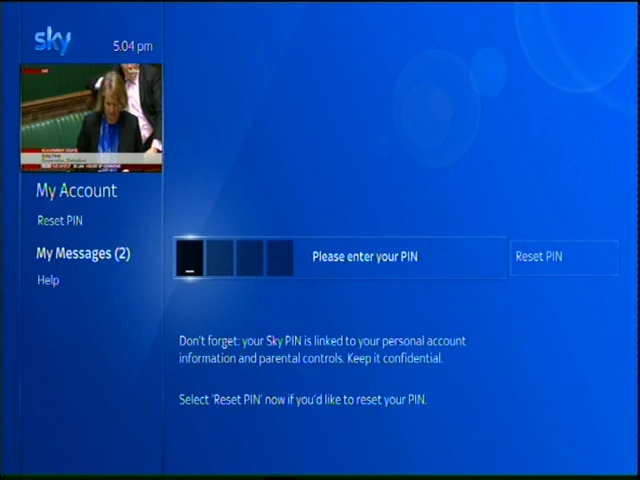 sky
5.04 pm
My Account
Reset PIN
My Messages (2)
Help
Please enter your PIN
Reset PIN
Don't forget: your Sky PIN is linked to your personal account
information and parental controls. Keep it confidential.
Select 'Reset PIN' now if you'd like to reset your PIN.